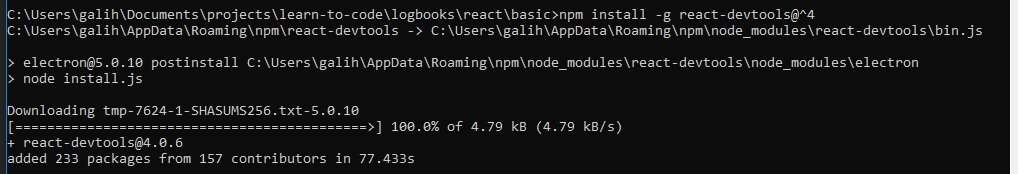 C:\Users\galih\Documents\projects\learn-to-code\logbooks\react\basic>npm install -g react-devtools@^4
C:\Users\galih\AppData\Roaming\npm\react-devtools -> C:\Users\galih\AppData\Roaming\npm\node_modules\react-devtools\bin.js
> electron@5.0.10 postinstall C:\Users\galih\AppData\Roaming\npm\node_modules\react-devtools\node_modules\electron
> node install.js
Downloading tmp-7624-1-SHASUMS256.txt-5.0.10
[============================================>] 100.0% of 4.79 kB (4.79 kB/s)
+ react-devtools@4.0.6
added 233 packages from 157 contributors in 77.433s